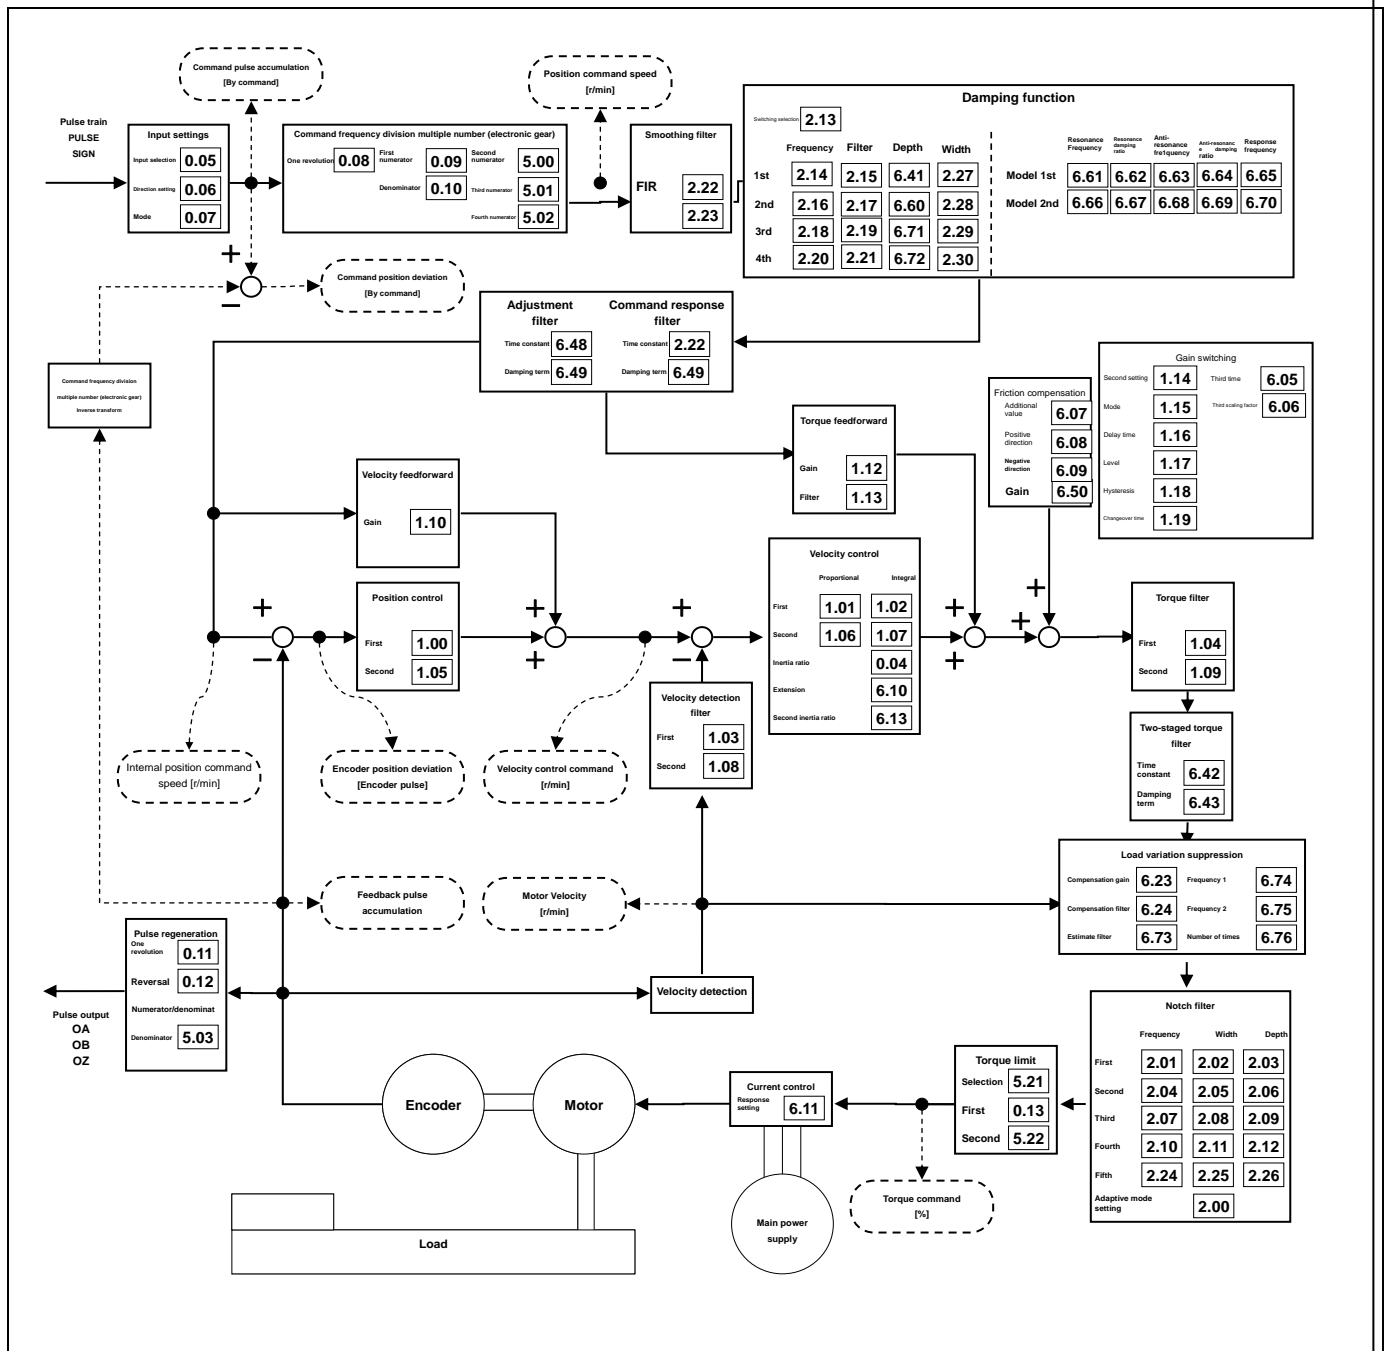 Command pulse accumulation
[By command]
Position command speed
[r/min]
Pulse train
PULSE
SIGN
Input settings
Input selection 0.05
Direction setting 0.06
Mode 0.07
Command frequency division multiple number (electronic gear)
One revolution 0.08 First numerator 0.09 Second numerator 5.00
Denominator 0.10 Third numerator 5.01
Fourth numerator 5.02
Smoothing filter
FIR 2.22
2.23
Damping function
Switching selection 2.13
Frequency Filter Depth Width
1st 2.14 2.15 6.41 2.27
2nd 2.16 2.17 6.60 2.28
3rd 2.18 2.19 6.71 2.29
4th 2.20 2.21 6.72 2.30
Resonance Frequency
Resonance damping ratio
Anti-resonance fre1quency
Anti-resonanc e damping ratio
Response frequency
Model 1st 6.61 6.62 6.63 6.64 6.65
Model 2nd 6.66 6.67 6.68 6.69 6.70
+
−
Command position deviation
[By command]
Adjustment filter
Time constant 6.48
Damping term 6.49
Command response filter
Time constant 2.22
Damping term 6.49
Command frequency division
multiple number (electronic gear)
Inverse transform
Torque feedforward
Gain 1.12
Filter 1.13
Friction compensation
Additional value 6.07
Positive direction 6.08
Negative direction 6.09
Gain 6.50
Gain switching
Second setting 1.14 Third time 6.05
Mode 1.15 Third scaling factor 6.06
Delay time 1.16
Level 1.17
Hysteresis 1.18
Changeover time 1.19
Velocity feedforward
Gain 1.10
+
−
Position control
First 1.00
Second 1.05
+
+
+
−
Velocity control
Proportional Integral
First 1.01 1.02
Second 1.06 1.07
Inertia ratio 0.04
Extension 6.10
Second inertia ratio 6.13
+
+
+
+
Torque filter
First 1.04
Second 1.09
Velocity detection
filter
First 1.03
Second 1.08
Two-staged torque
filter
Time constant 6.42
Damping term 6.43
Internal position command
speed [r/min]
Encoder position deviation
[Encoder pulse]
Velocity control command
[r/min]
Load variation suppression
Compensation gain 6.23 Frequency 1 6.74
Compensation filter 6.24 Frequency 2 6.75
Estimate filter 6.73 Number of times 6.76
Feedback pulse
accumulation
Motor Velocity
[r/min]
Pulse regeneration
One revolution 0.11
Reversal 0.12
Numerator/denominat
Denominator 5.03
Pulse output
OA
OB
OZ
Velocity detection
Notch filter
Frequency Width Depth
First 2.01 2.02 2.03
Second 2.04 2.05 2.06
Third 2.07 2.08 2.09
Fourth 2.10 2.11 2.12
Fifth 2.24 2.25 2.26
Adaptive mode setting 2.00
Torque limit
Selection 5.21
First 0.13
Second 5.22
Current control
Response setting 6.11
Encoder
Motor
Torque command
[%]
Main power
supply
Load